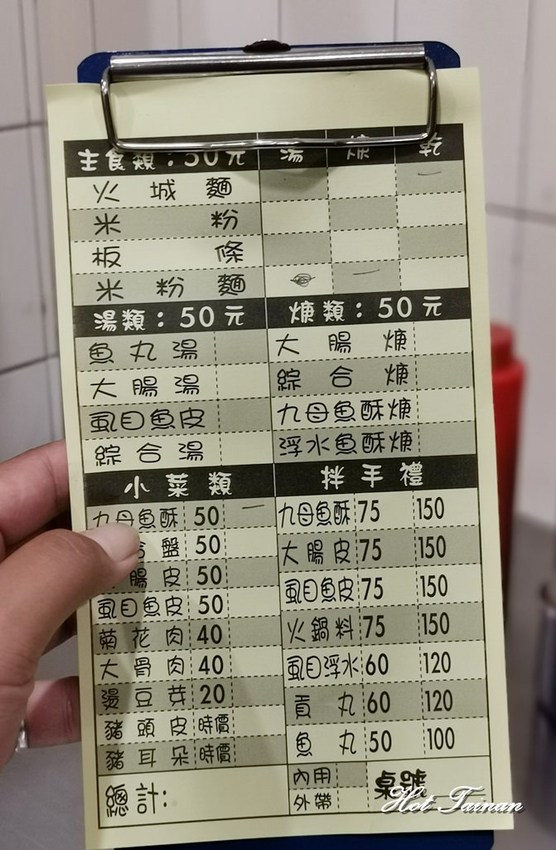 主食類：50元 湯 焿 乾
火城麵 一
米粉
板條
米粉麵 一
湯類：50元 焿類：50元
魚丸湯 大腸焿
大腸湯 綜合焿
虱目魚皮 九母魚酥焿
綜合湯 浮水魚酥焿
小菜類 拌手禮
九母魚酥 50 一 九母魚酥 75 150
合盤 50 大腸皮 75 150
腸皮 50 虱目魚皮 75 150
虱目魚皮 50 火鍋料 75 150
菊花肉 40 虱目浮水 60 120
大骨肉 40 貢丸 60 120
燙豆芽 20 魚丸 50 100
豬頭皮 時價
豬耳朵 時價
總計: 內用 桌號
外帶
Hot Tainan